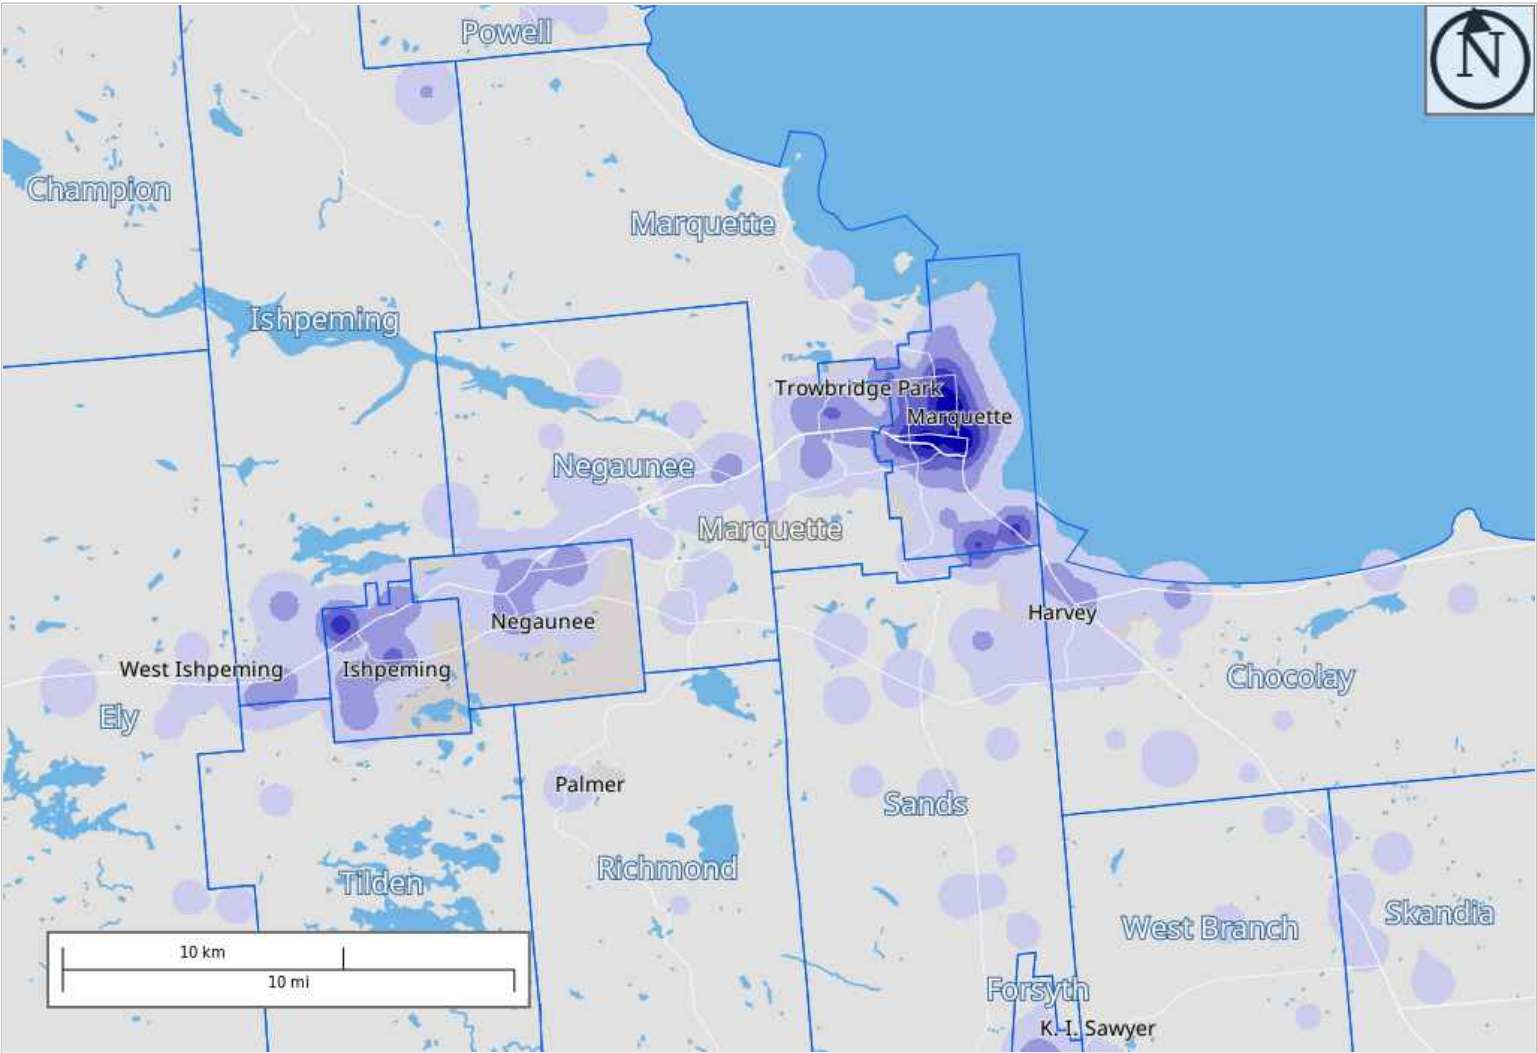 Powell
N
Champion
Marquette
Ishpeming
Trowbridge Park
Marquette
Negaunee
Marquette
Harvey
Negaunee
West Ishpeming
Ishpeming
Chocolay
Ely
Palmer
Sands
Richmond
Tilden
Skandia
West Branch
10 km
10 mi
Forsyth
K. I. Sawyer